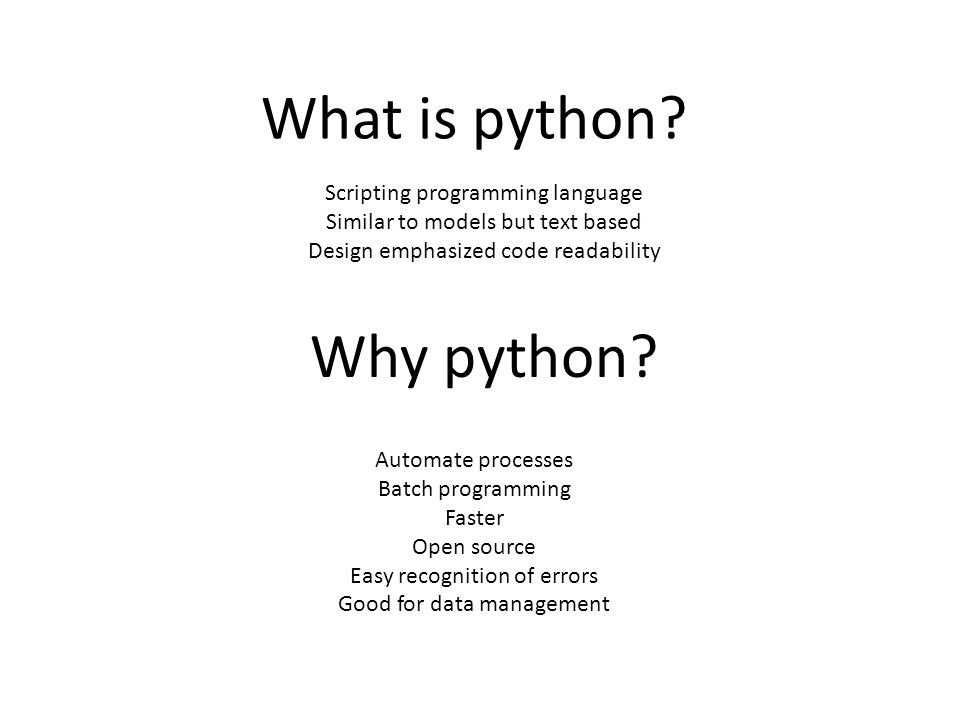 What is python?
Scripting programming language
Similar to models but text based
Design emphasized code readability
Why python?
Automate processes
Batch programming
Faster
Open source
Easy recognition of errors
Good for data management